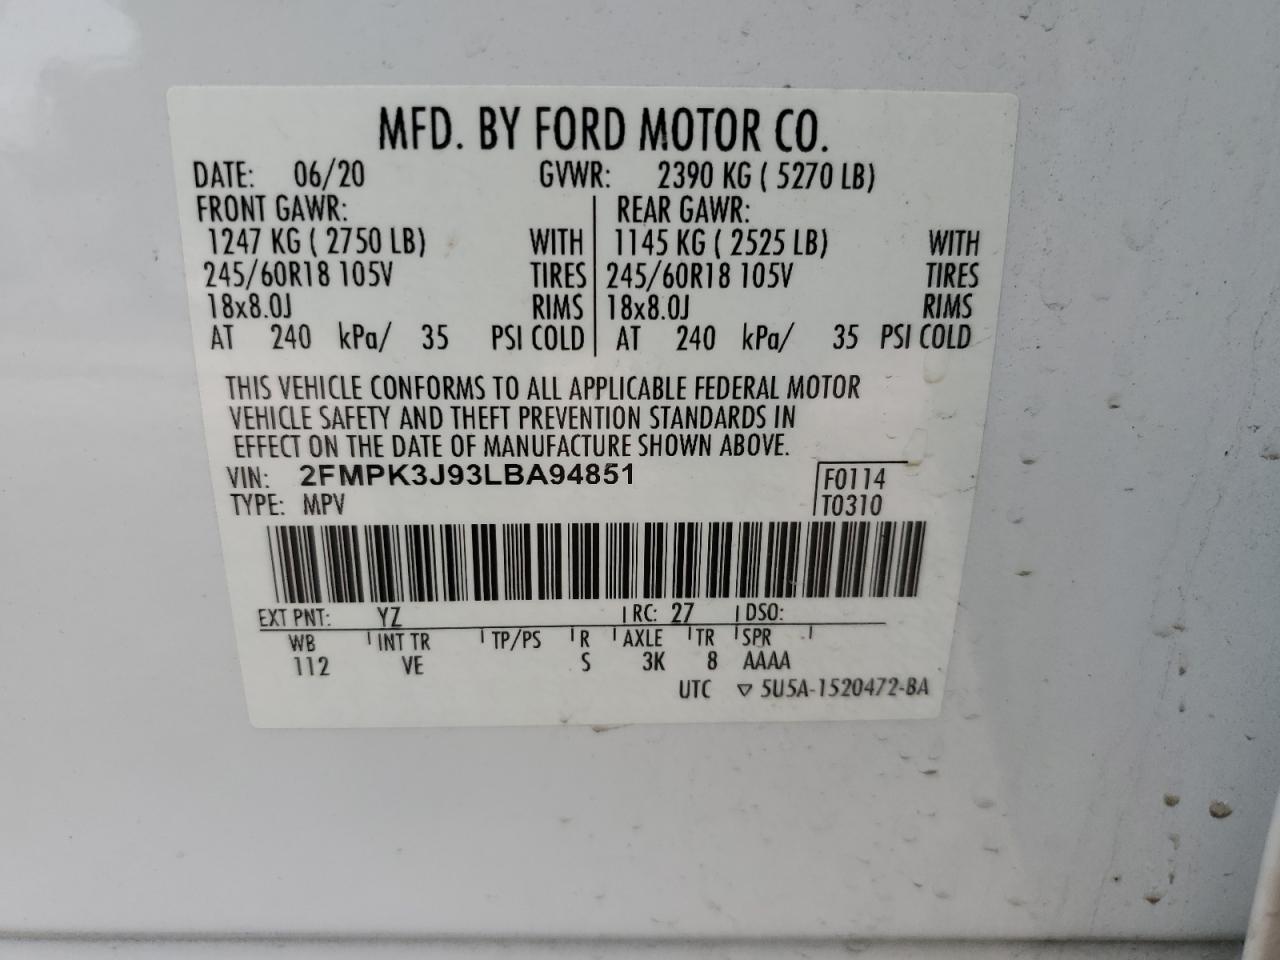 MFD. BY FORD MOTOR CO.
DATE: 06/20 GVWR: 2390 KG ( 5270 LB)
FRONT GAWR: REAR GAWR:
1247 KG ( 2750 LB) WITH 1145 KG ( 2525 LB) WITH
245/60R18 105V TIRES 245/60R18 105V TIRES
18x8.0J RIMS 18x8.0J RIMS
AT 240 kPa/ 35 PSI COLD AT 240 kPa/ 35 PSI COLD
THIS VEHICLE CONFORMS TO ALL APPLICABLE FEDERAL MOTOR
VEHICLE SAFETY AND THEFT PREVENTION STANDARDS IN
EFFECT ON THE DATE OF MANUFACTURE SHOWN ABOVE.
VIN: 2FMPK3J93LBA94851 F0114
TYPE: MPV T0310
EXT PNT: YZ RC: 27 DSO:
WB INT TR TP/PS R AXLE TR SPR
112 VE S 3K 8 AAAA
UTC ▽ 5U5A-1520472-BA